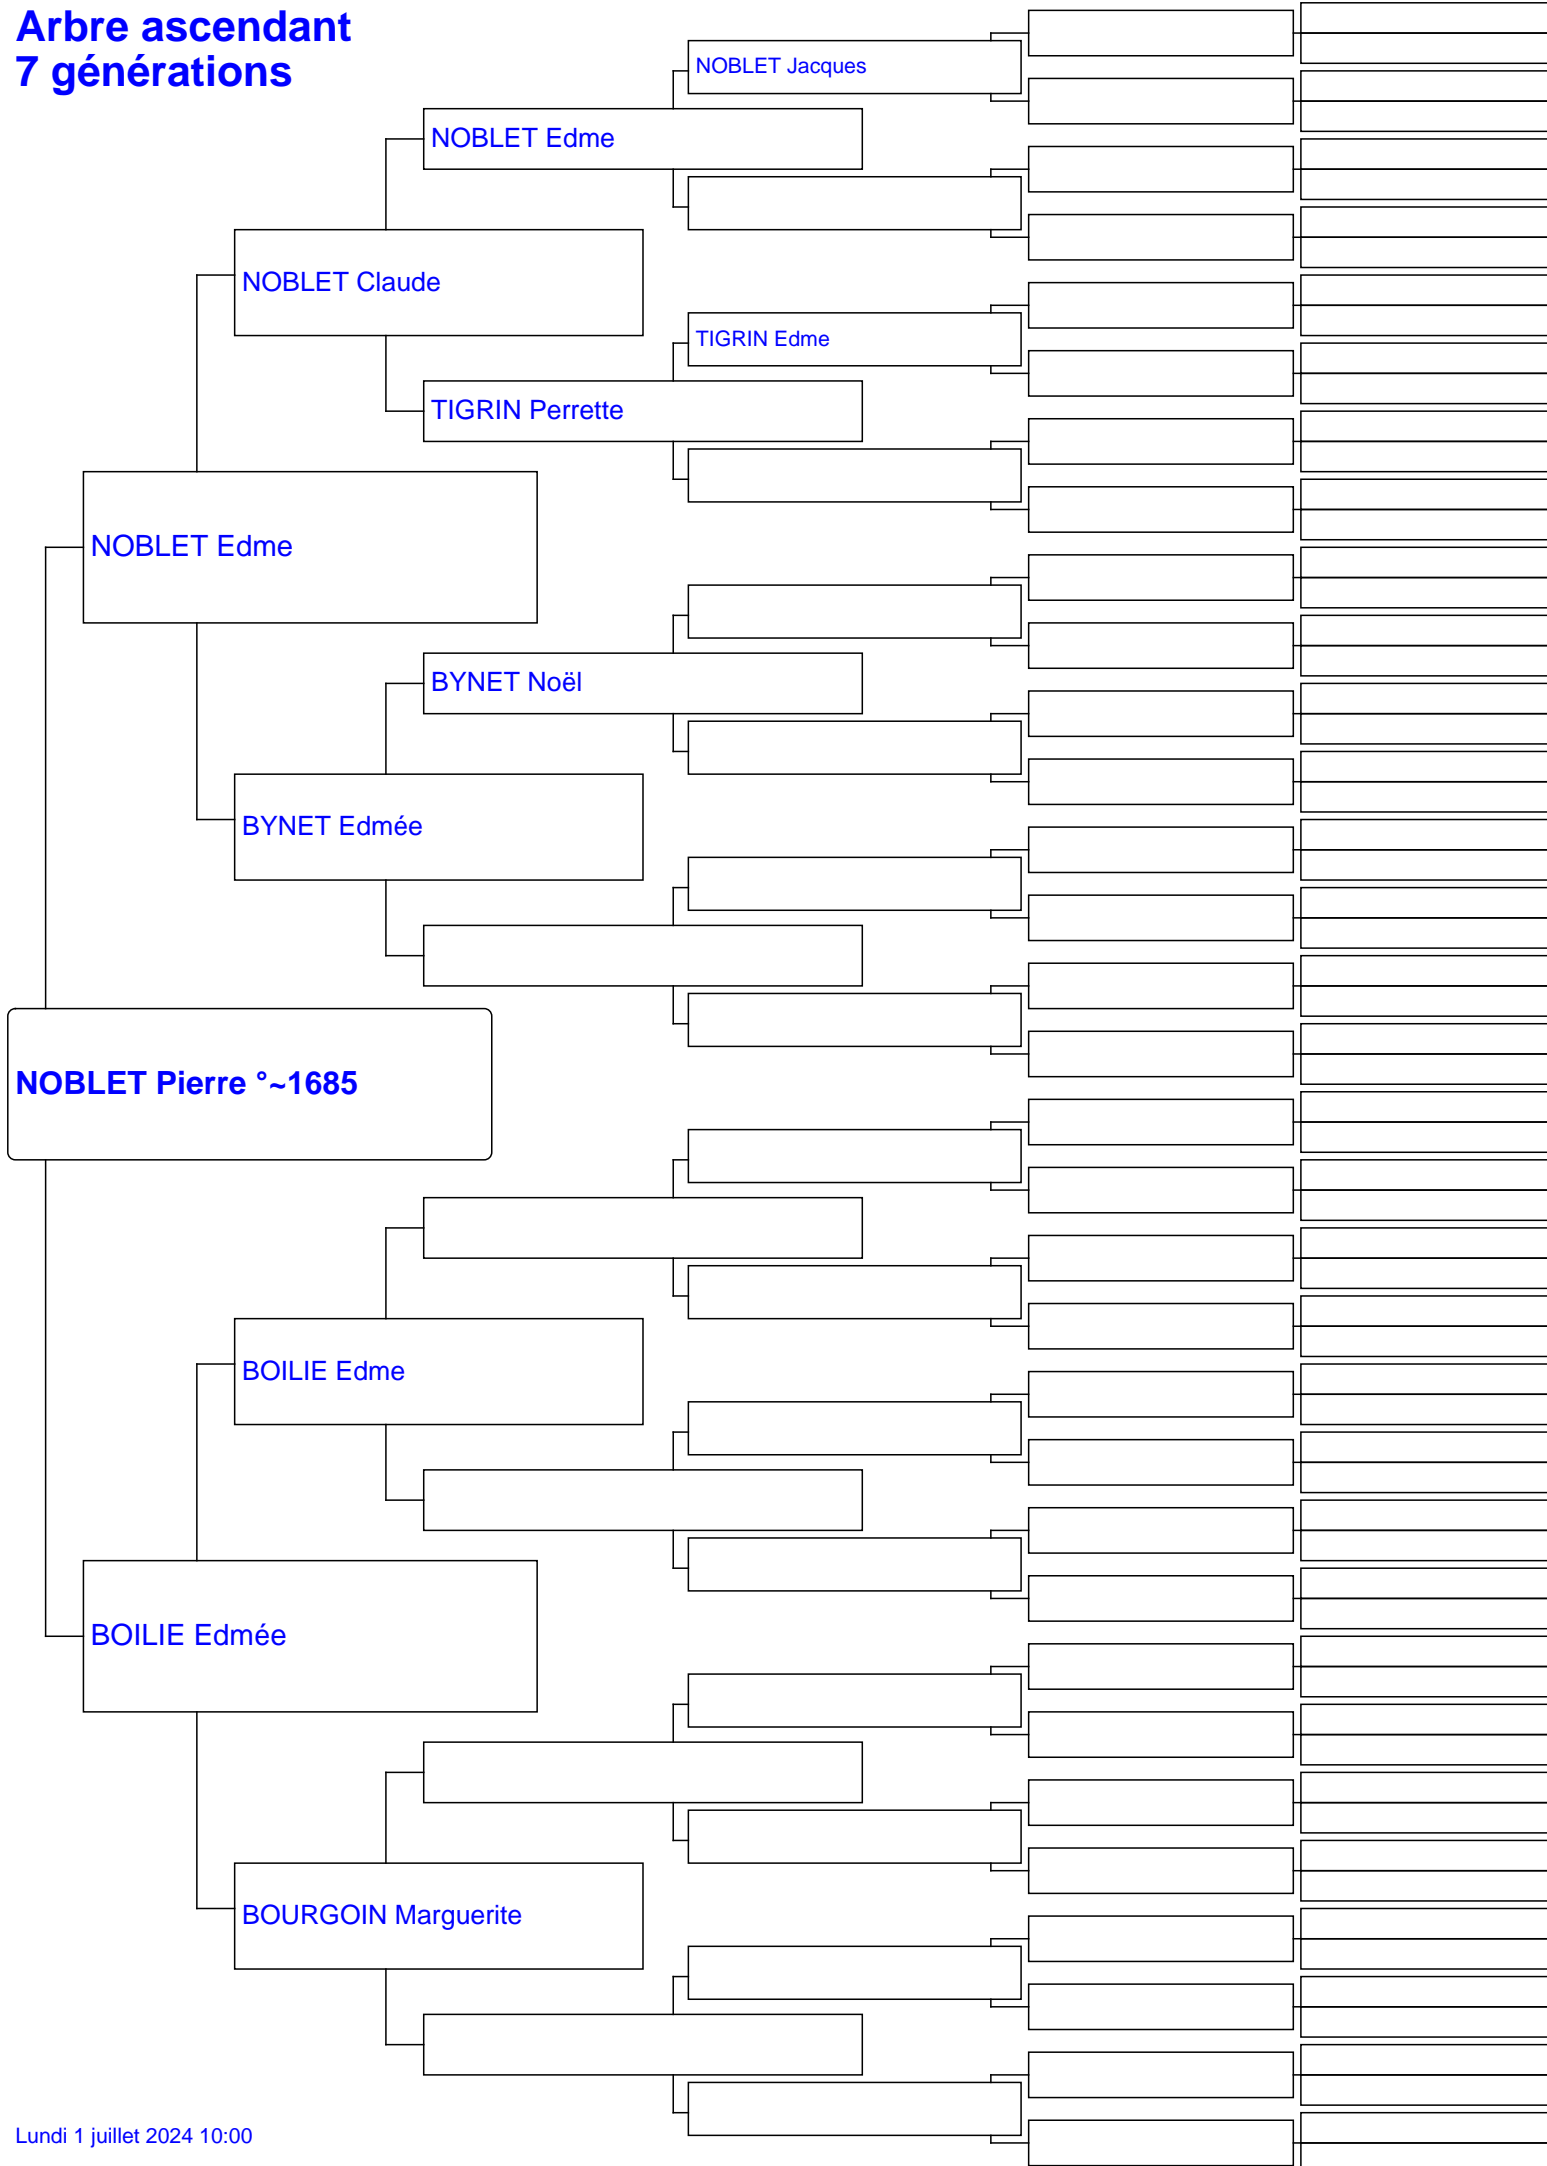 Arbre ascendant
7 générations
NOBLET Jacques
NOBLET Edme
NOBLET Claude
TIGRIN Edme
TIGRIN Perrette
NOBLET Edme
BYNET Noël
BYNET Edmée
NOBLET Pierre °~1685
BOILIE Edme
BOILIE Edmée
BOURGOIN Marguerite
Lundi 1 juillet 2024 10:00